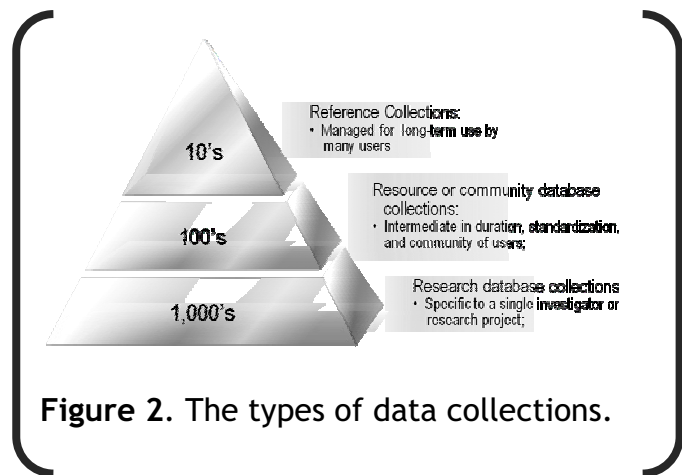 10's
Reference Collections:
• Managed for long-term use by
many users
100's
Resource or community database
collections:
• Intermediate in duration, standardization,
and community of users;
1,000's
Research database collections
• Specific to a single investigator or
research project;
Figure 2. The types of data collections.